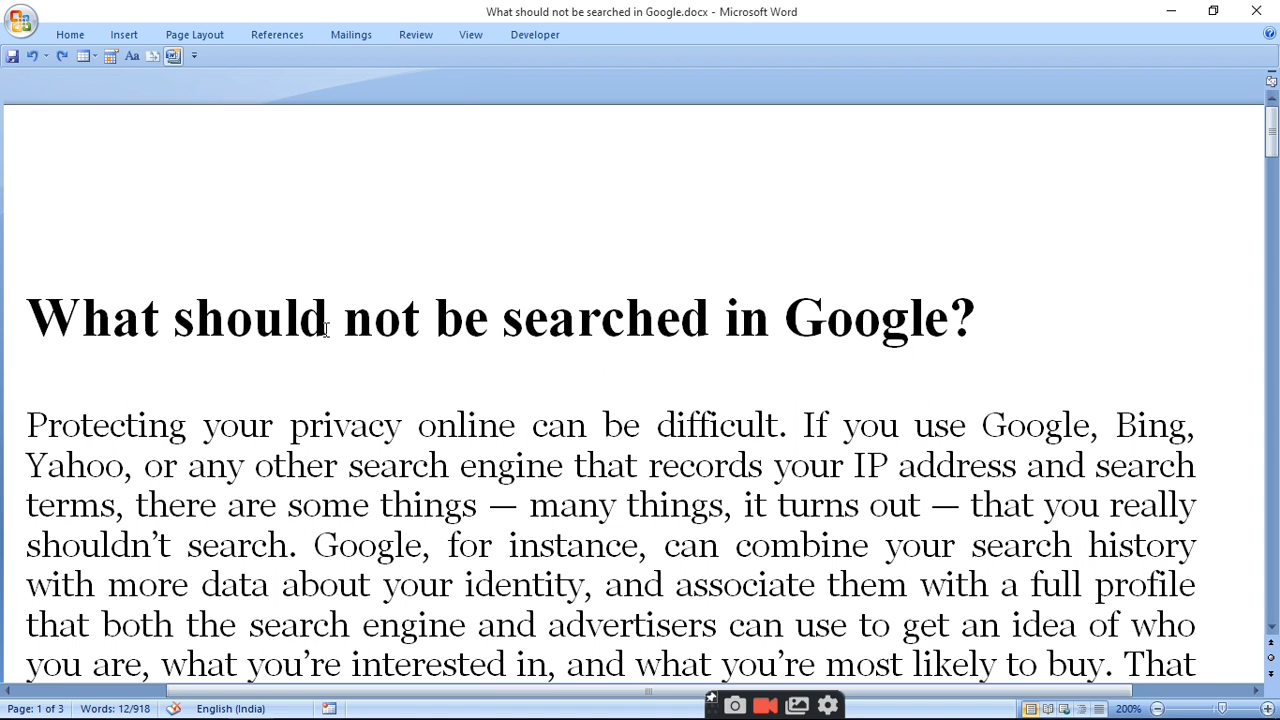 What should not be searched in Google.docx - Microsoft Word
Home Insert Page Layout References Mailings Review View Developer
Aa
What should not be searched in Google?
Protecting your privacy online can be difficult. If you use Google, Bing,
Yahoo, or any other search engine that records your IP address and search
terms, there are some things — many things, it turns out — that you really
shouldn’t search. Google, for instance, can combine your search history
with more data about your identity, and associate them with a full profile
that both the search engine and advertisers can use to get an idea of who
you are, what you’re interested in, and what you’re most likely to buy. That
Page: 1 of 3 Words: 12/918 English (India) 200%